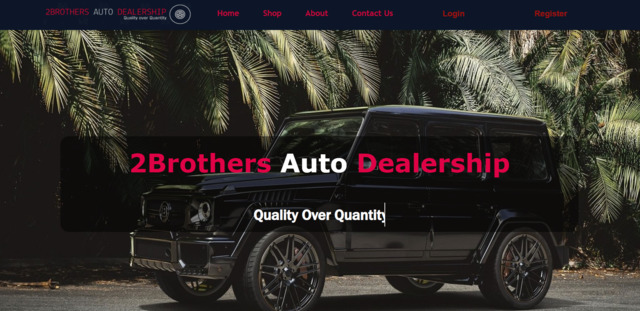 2BROTHERS AUTO DEALERSHIP
Quality over Quantity
Home Shop About Contact Us Login Register
2Brothers Auto Dealership
Quality Over Quantity